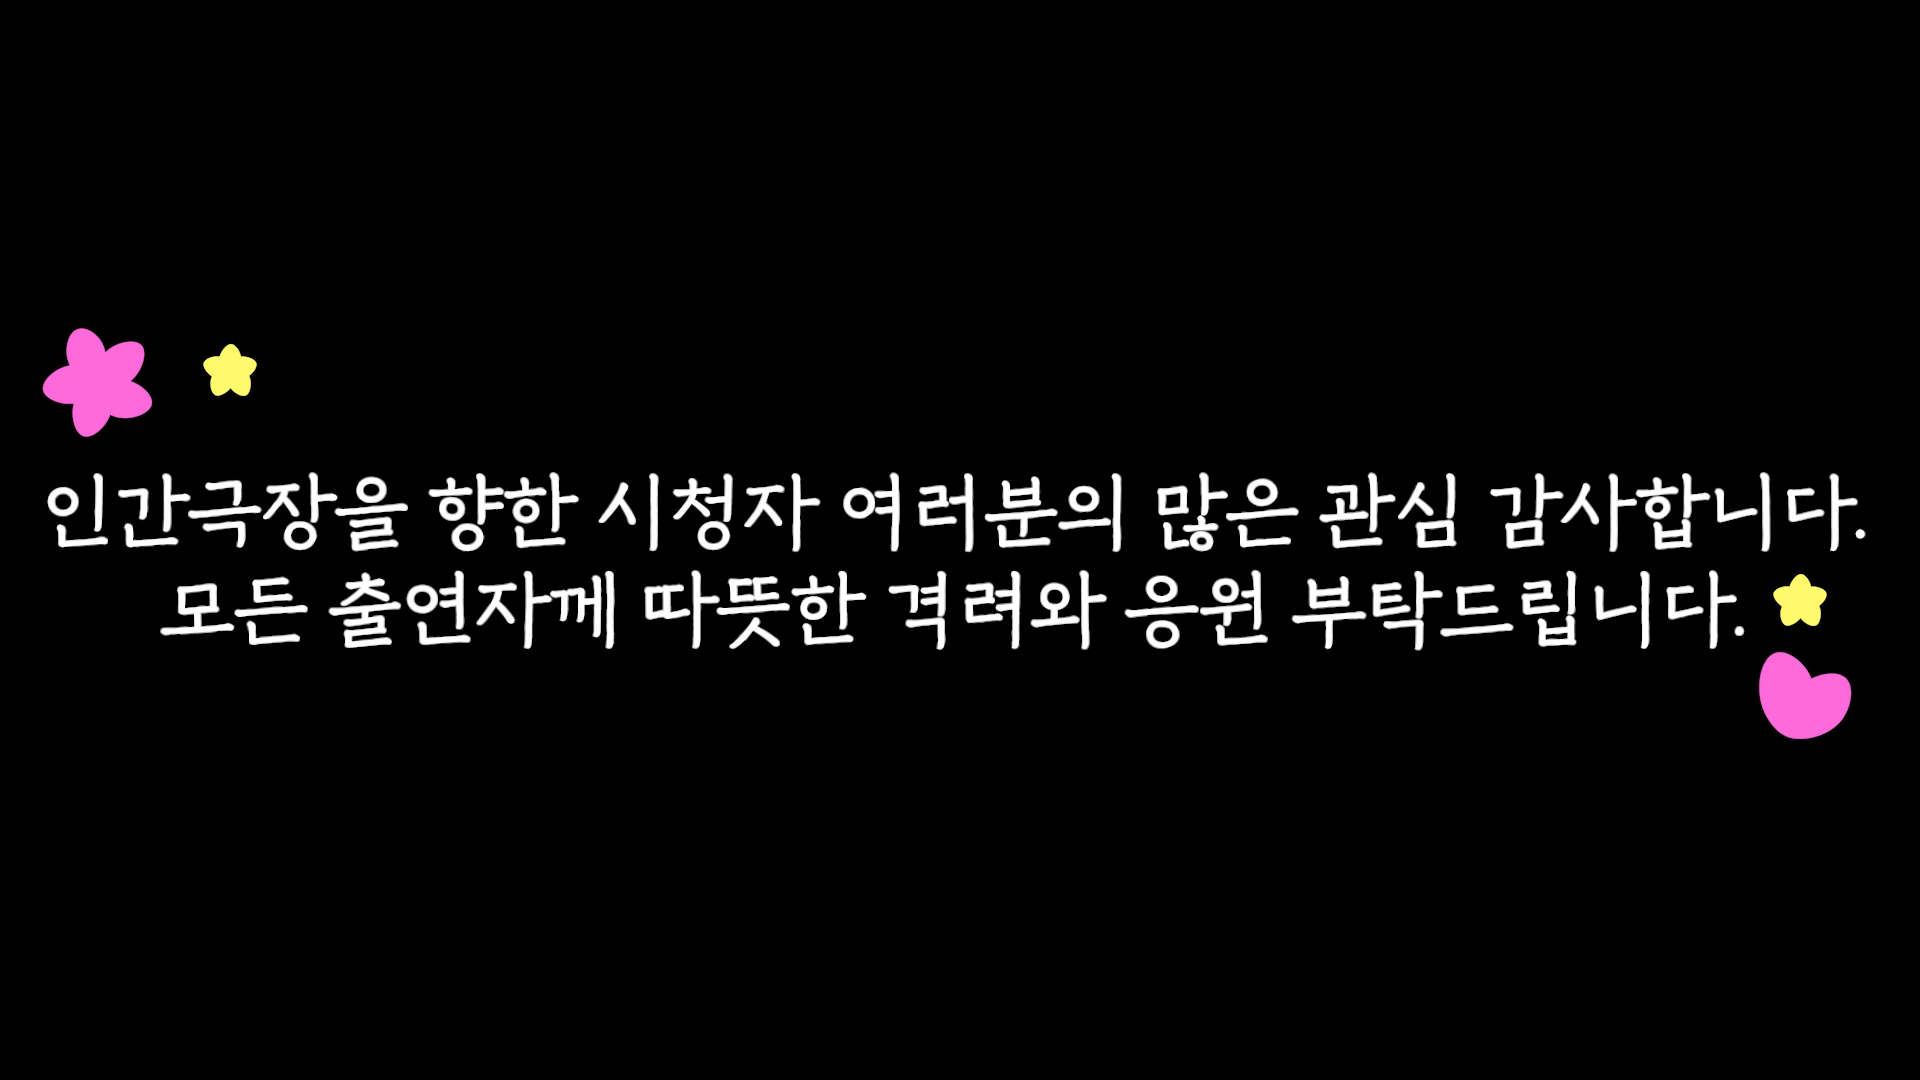 인간극장을 향한 시청자 여러분의 많은 관심 감사합니다.
모든 출연자께 따뜻한 격려와 응원 부탁드립니다.